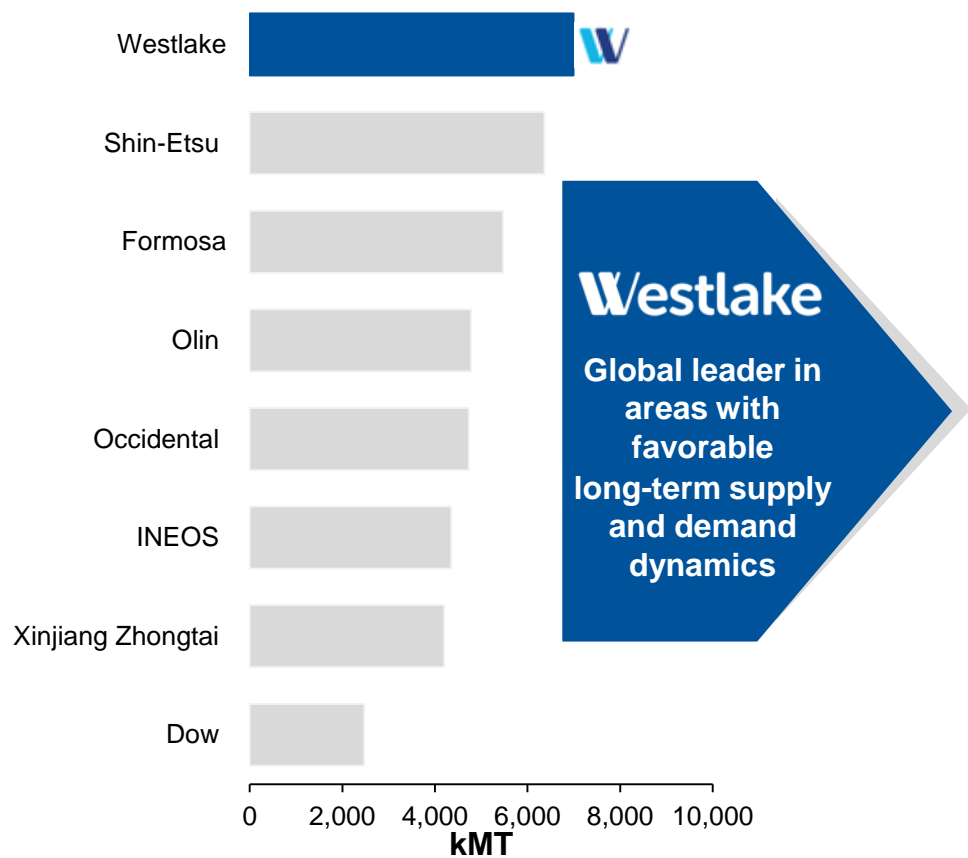 Westlake
Shin-Etsu
Formosa
Olin
Occidental
INEOS
Xinjiang Zhongtai
Dow
0
2,000
4,000
6,000
8,000
10,000
kMT
Westlake
Global leader in
areas with
favorable
long-term supply
and demand
dynamics